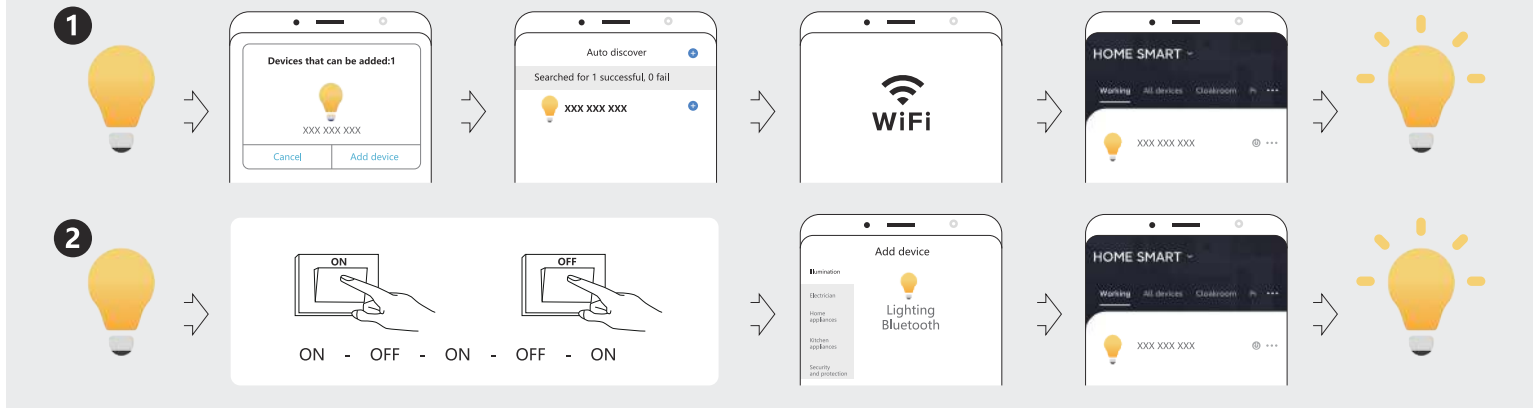 1
Devices that can be added:1
XXX XXX XXX
Cancel
Add device
Auto discover
Searched for 1 successful, 0 fail
XXX XXX XXX
WiFi
HOME SMART
Working All devices Cloakroom
XXX XXX XXX
2
ON
OFF
ON - OFF - ON - OFF - ON
Add device
Illumination
Electrician
Home
appliances
Kitchen
appliances
Security
and protection
Lighting
Bluetooth
HOME SMART
Working All devices Cloakroom
XXX XXX XXX